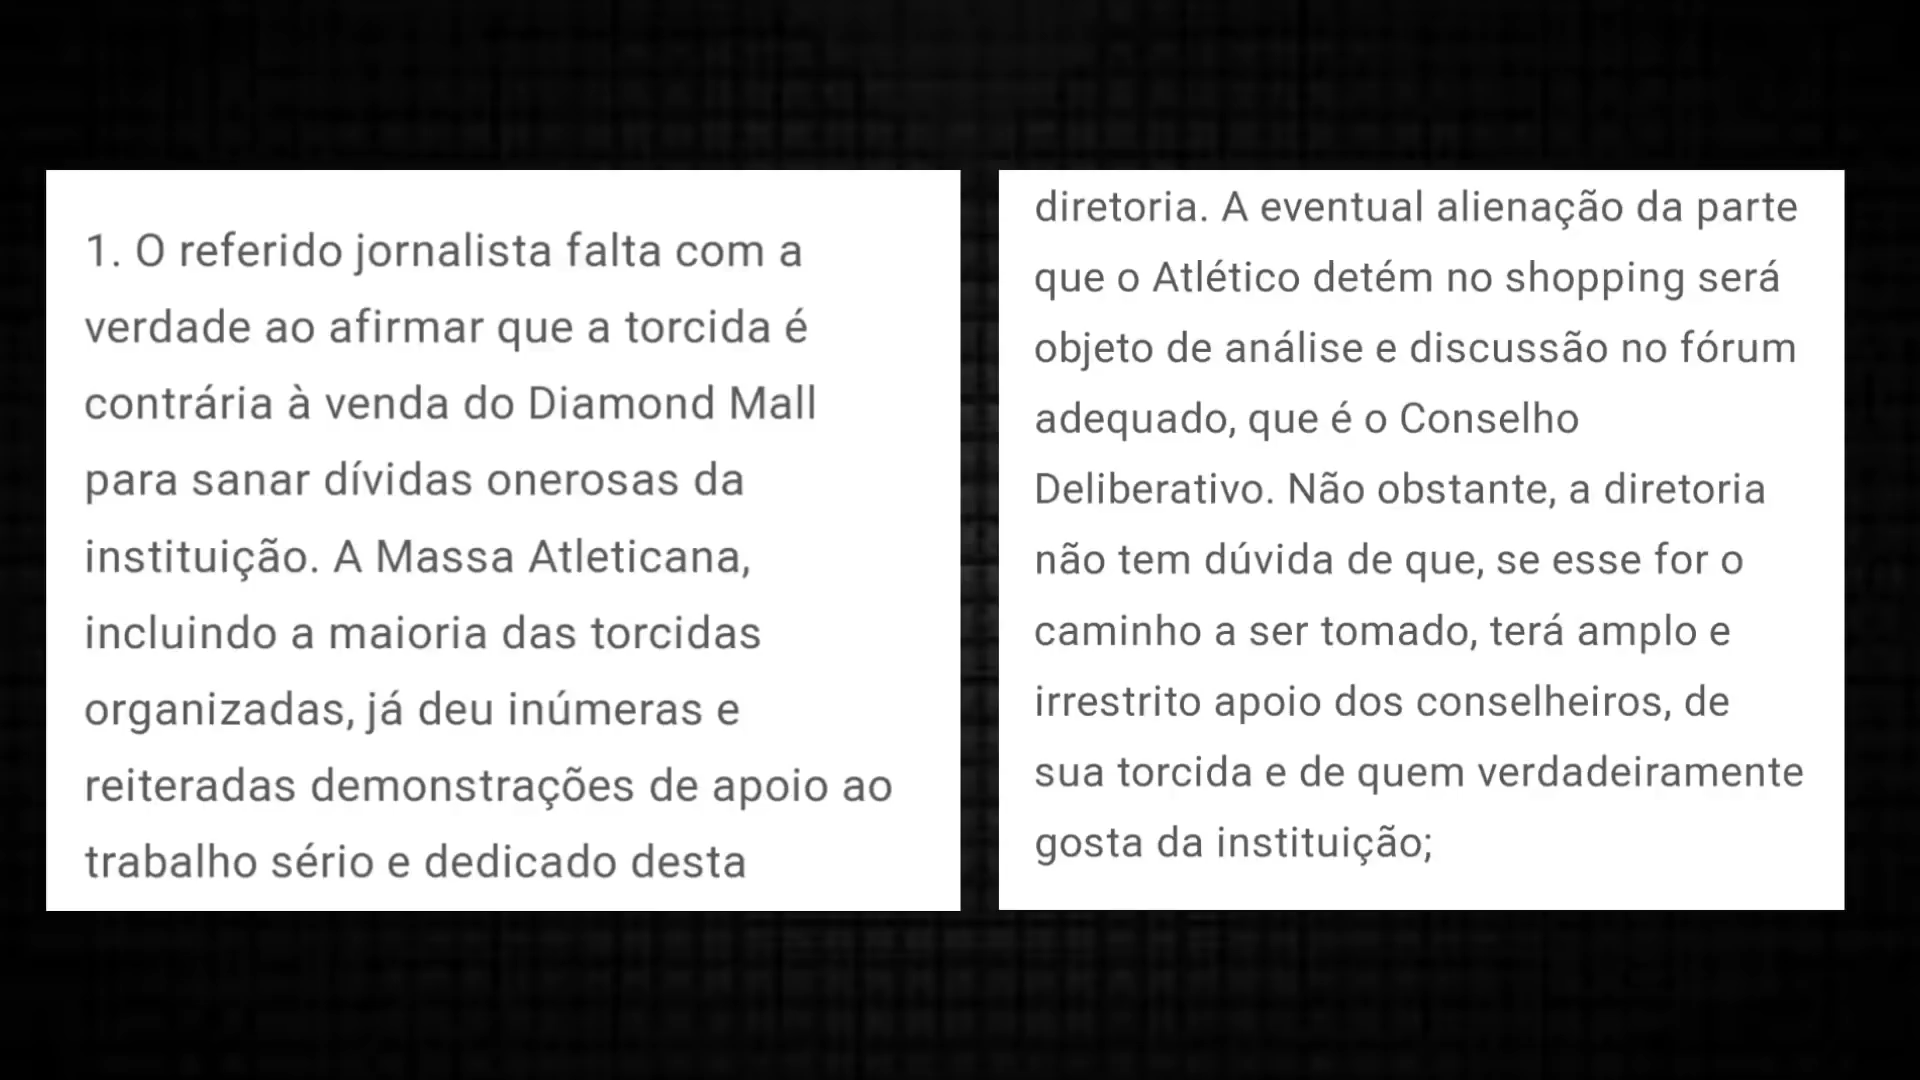 1. O referido jornalista falta com a
verdade ao afirmar que a torcida é
contrária à venda do Diamond Mall
para sanar dívidas onerosas da
instituição. A Massa Atleticana,
incluindo a maioria das torcidas
organizadas, já deu inúmeras e
reiteradas demonstrações de apoio ao
trabalho sério e dedicado desta
diretoria. A eventual alienação da parte
que o Atlético detém no shopping será
objeto de análise e discussão no fórum
adequado, que é o Conselho
Deliberativo. Não obstante, a diretoria
não tem dúvida de que, se esse for o
caminho a ser tomado, terá amplo e
irrestrito apoio dos conselheiros, de
sua torcida e de quem verdadeiramente
gosta da instituição;